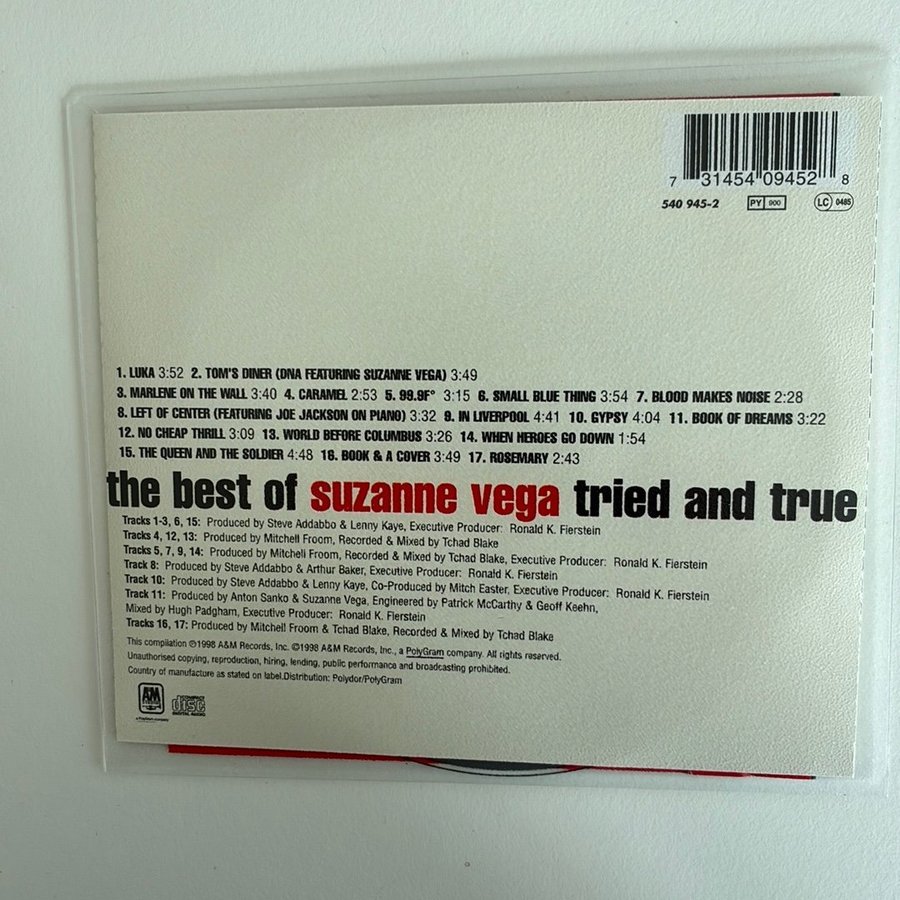 7 31454 09452 8
540 945-2 PY 900 LC 0485
1. LUKA 3:52 2. TOM'S DINER (DNA FEATURING SUZANNE VEGA) 3:49
3. MARLENE ON THE WALL 3:40 4. CARAMEL 2:53 5. 99.9F° 3:15 6. SMALL BLUE THING 3:54 7. BLOOD MAKES NOISE 2:28
8. LEFT OF CENTER (FEATURING JOE JACKSON ON PIANO) 3:32 9. IN LIVERPOOL 4:41 10. GYPSY 4:04 11. BOOK OF DREAMS 3:22
12. NO CHEAP THRILL 3:09 13. WORLD BEFORE COLUMBUS 3:26 14. WHEN HEROES GO DOWN 1:54
15. THE QUEEN AND THE SOLDIER 4:48 16. BOOK & A COVER 3:49 17. ROSEMARY 2:43
the best of suzanne vega tried and true
Tracks 1-3, 6, 15: Produced by Steve Addabbo & Lenny Kaye, Executive Producer: Ronald K. Fierstein
Tracks 4, 12, 13: Produced by Mitchell Froom, Recorded & Mixed by Tchad Blake
Tracks 5, 7, 9, 14: Produced by Mitchell Froom, Recorded & Mixed by Tchad Blake, Executive Producer: Ronald K. Fierstein
Track 8: Produced by Steve Addabbo & Arthur Baker, Executive Producer: Ronald K. Fierstein
Track 10: Produced by Steve Addabbo & Lenny Kaye, Co-Produced by Mitch Easter, Executive Producer: Ronald K. Fierstein
Track 11: Produced by Anton Sanko & Suzanne Vega, Engineered by Patrick McCarthy & Geoff Keehn,
Mixed by Hugh Padgham, Executive Producer: Ronald K. Fierstein
Tracks 16, 17: Produced by Mitchell Froom & Tchad Blake, Recorded & Mixed by Tchad Blake
This compilation ℗1998 A&M Records, Inc. ©1998 A&M Records, Inc., a PolyGram company. All rights reserved.
Unauthorised copying, reproduction, hiring, lending, public performance and broadcasting prohibited.
Country of manufacture as stated on label.Distribution: Polydor/PolyGram
A&M
a PolyGram company
COMPACT
disc
DIGITAL AUDIO